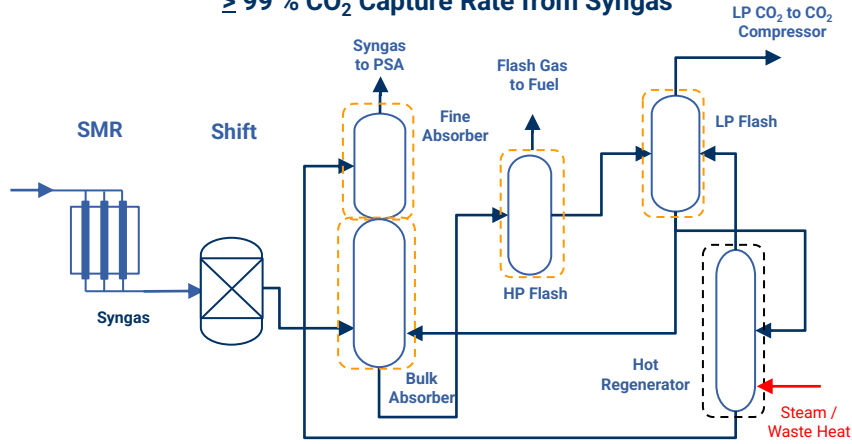 ≥ 99 % CO₂ Capture Rate from Syngas
LP CO₂ to CO₂
Compressor
Syngas
to PSA
Flash Gas
to Fuel
Fine
Absorber
LP Flash
SMR
Shift
HP Flash
Syngas
Hot
Regenerator
Bulk
Absorber
Steam /
Waste Heat